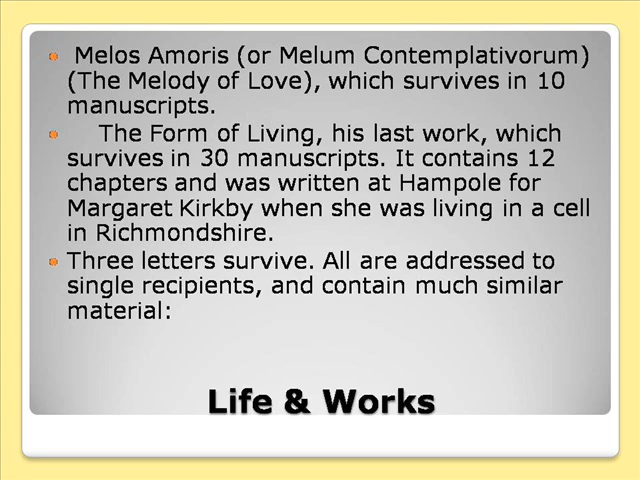 Melos Amoris (or Melum Contemplativorum)
(The Melody of Love), which survives in 10
manuscripts.
The Form of Living, his last work, which
survives in 30 manuscripts. It contains 12
chapters and was written at Hampole for
Margaret Kirkby when she was living in a cell
in Richmondshire.
Three letters survive. All are addressed to
single recipients, and contain much similar
material:
Life & Works